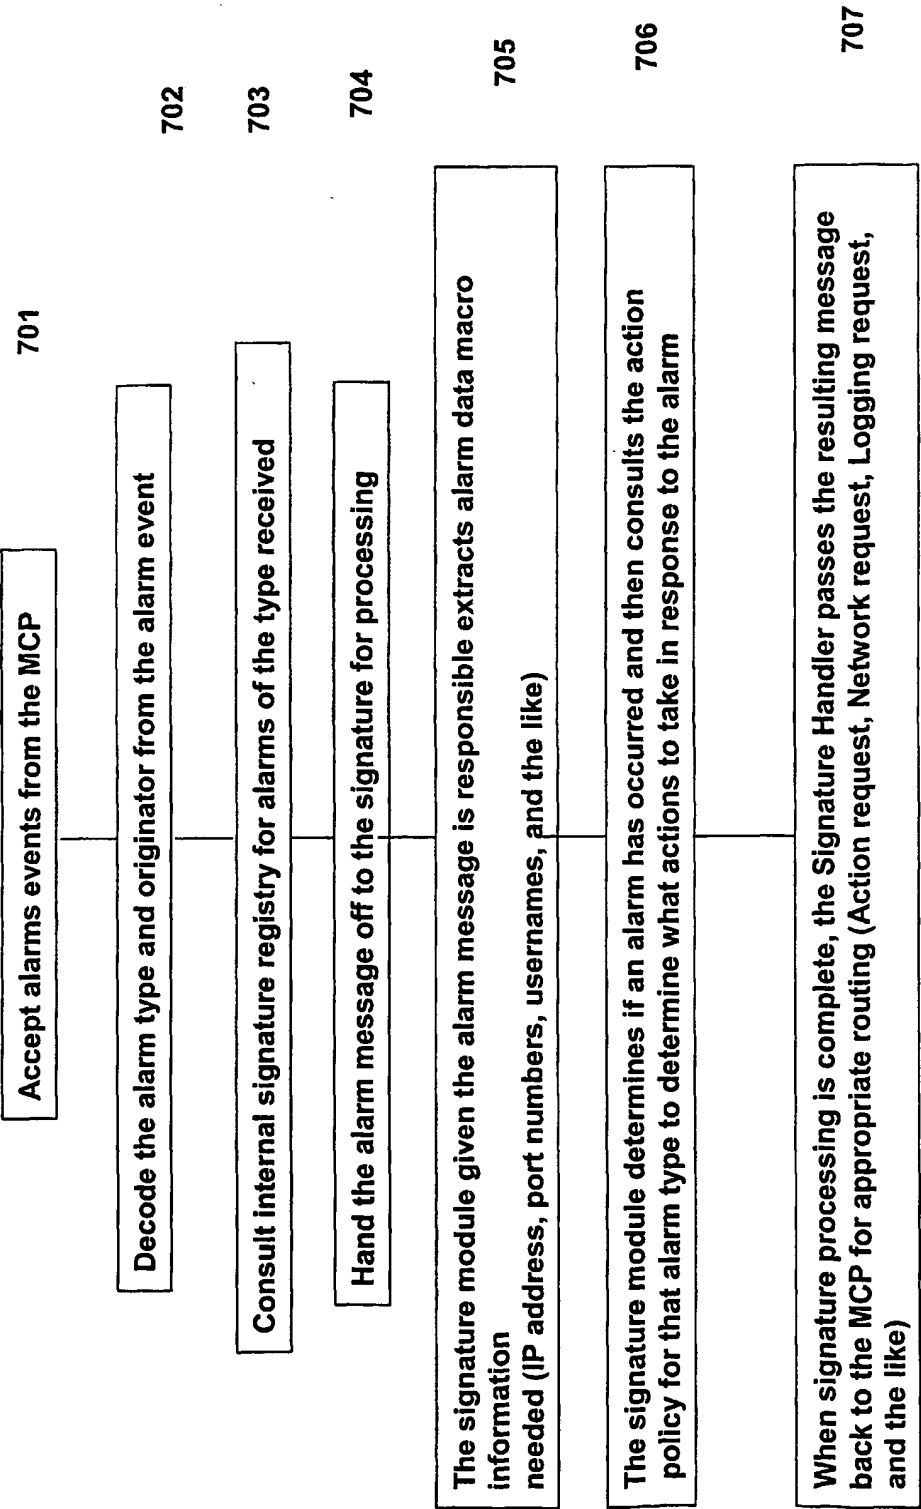 701
Accept alarms events from the MCP
702
Decode the alarm type and originator from the alarm event
703
Consult internal signature registry for alarms of the type received
704
Hand the alarm message off to the signature for processing
705
The signature module given the alarm message is responsible extracts alarm data macro
information
needed (IP address, port numbers, usernames, and the like)
706
The signature module determines if an alarm has occurred and then consults the action
policy for that alarm type to determine what actions to take in response to the alarm
707
When signature processing is complete, the Signature Handler passes the resulting message
back to the MCP for appropriate routing (Action request, Network request, Logging request,
and the like)